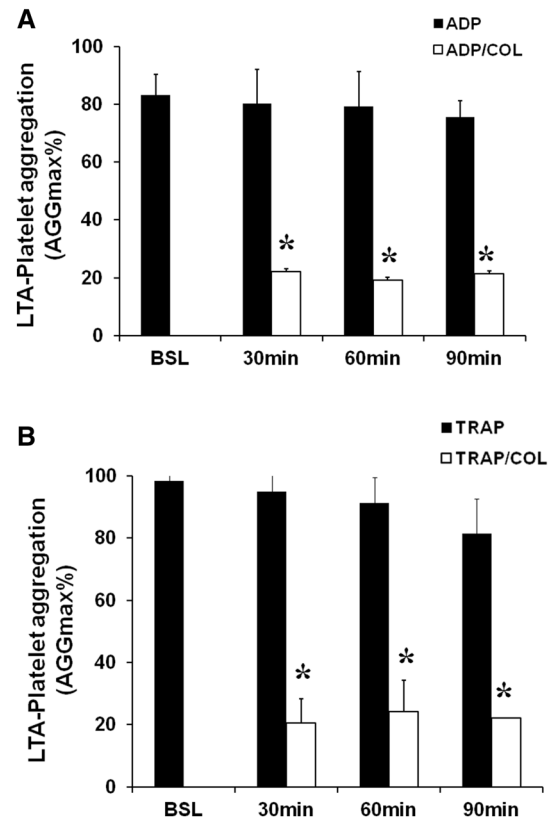 A
ADP
ADP/COL
LTA-Platelet aggregation
(AGGmax%)
100
80
60
40
20
0
*
*
*
BSL
30min
60min
90min
B
TRAP
TRAP/COL
LTA-Platelet aggregation
(AGGmax%)
100
80
60
40
20
0
*
*
*
BSL
30min
60min
90min